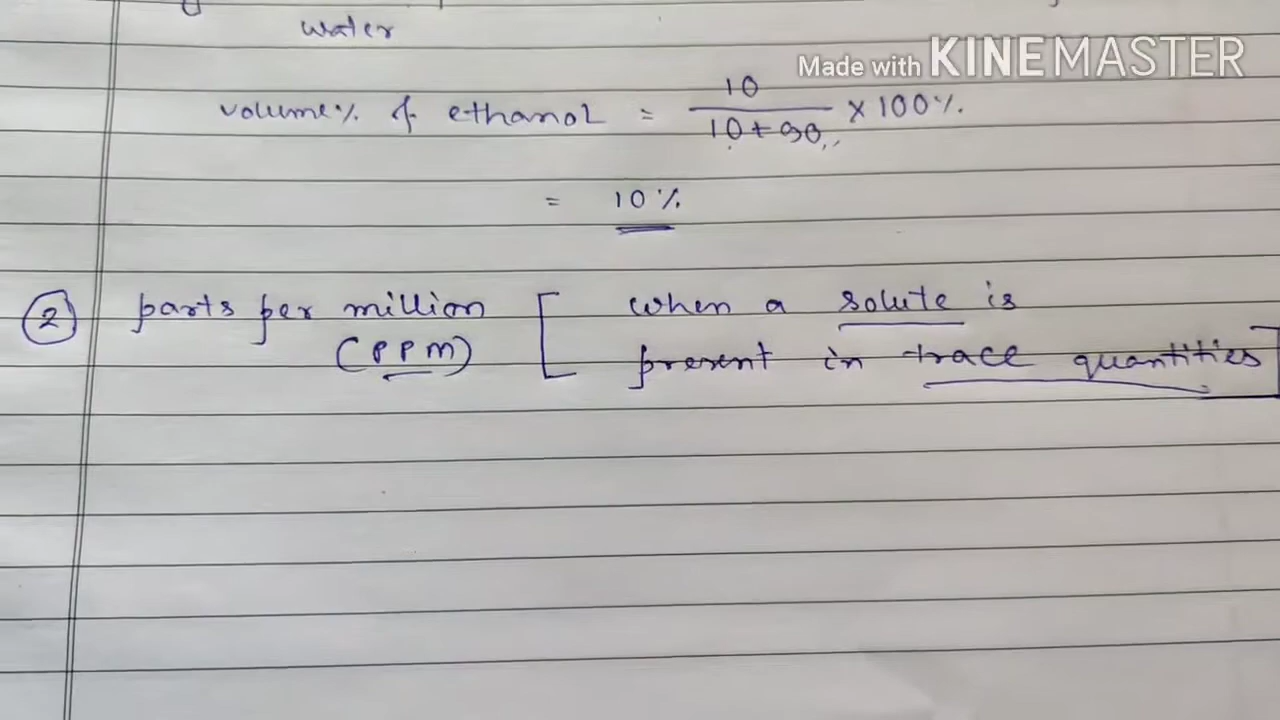 water
Made with KINEMASTER
volume% of ethanol = 10 / 10+90 × 100%.
= 10%
② parts per million [ when a solute is
(PPM) present in trace quantities ]